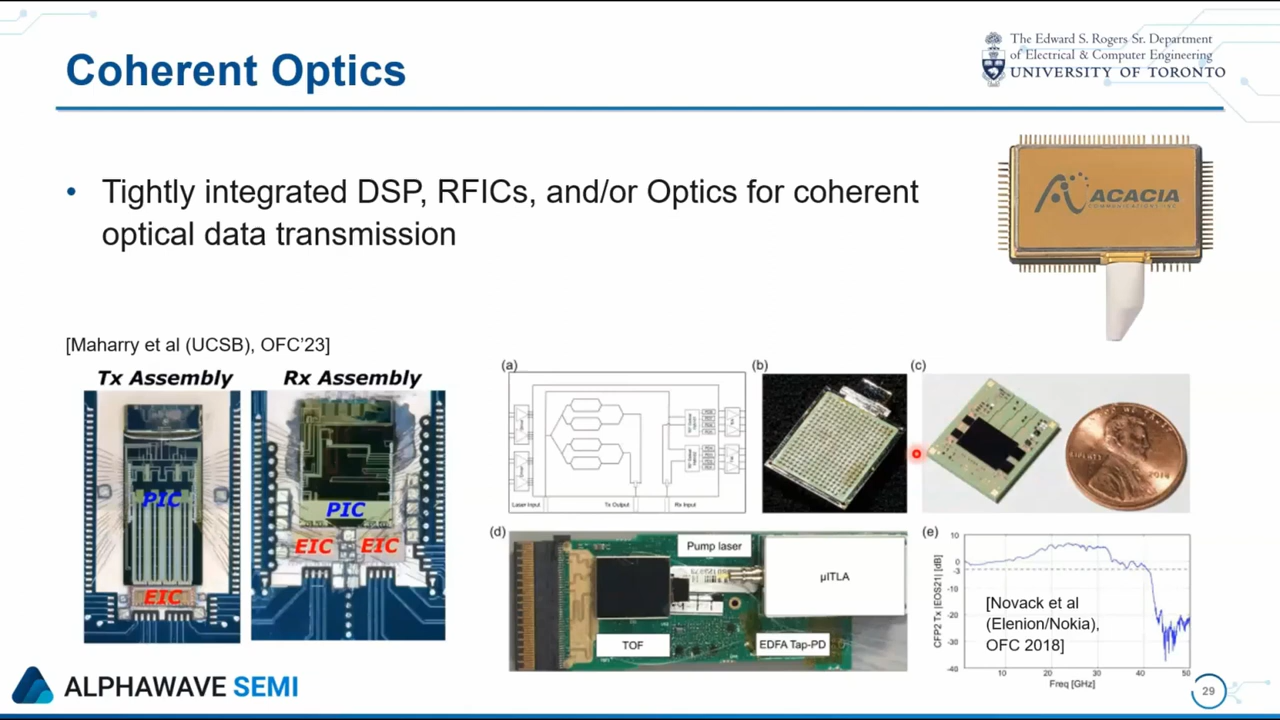 Coherent Optics
The Edward S. Rogers Sr. Department
of Electrical & Computer Engineering
UNIVERSITY OF TORONTO
• Tightly integrated DSP, RFICs, and/or Optics for coherent
optical data transmission
ACACIA
[Maharry et al (UCSB), OFC'23]
Tx Assembly
Rx Assembly
PIC
EIC
PIC
EIC
EIC
(a)
Laser Input
Tx Output
Rx Input
(b)
(c)
(d)
Pump laser
µITLA
TOF
EDFA Tap-PD
(e)
CFP2 Tx |EOS21| [dB]
10
0
-3
-10
-20
-30
-40
10
20
30
40
50
Freq [GHz]
[Novack et al
(Elenion/Nokia),
OFC 2018]
ALPHAWAVE SEMI
29